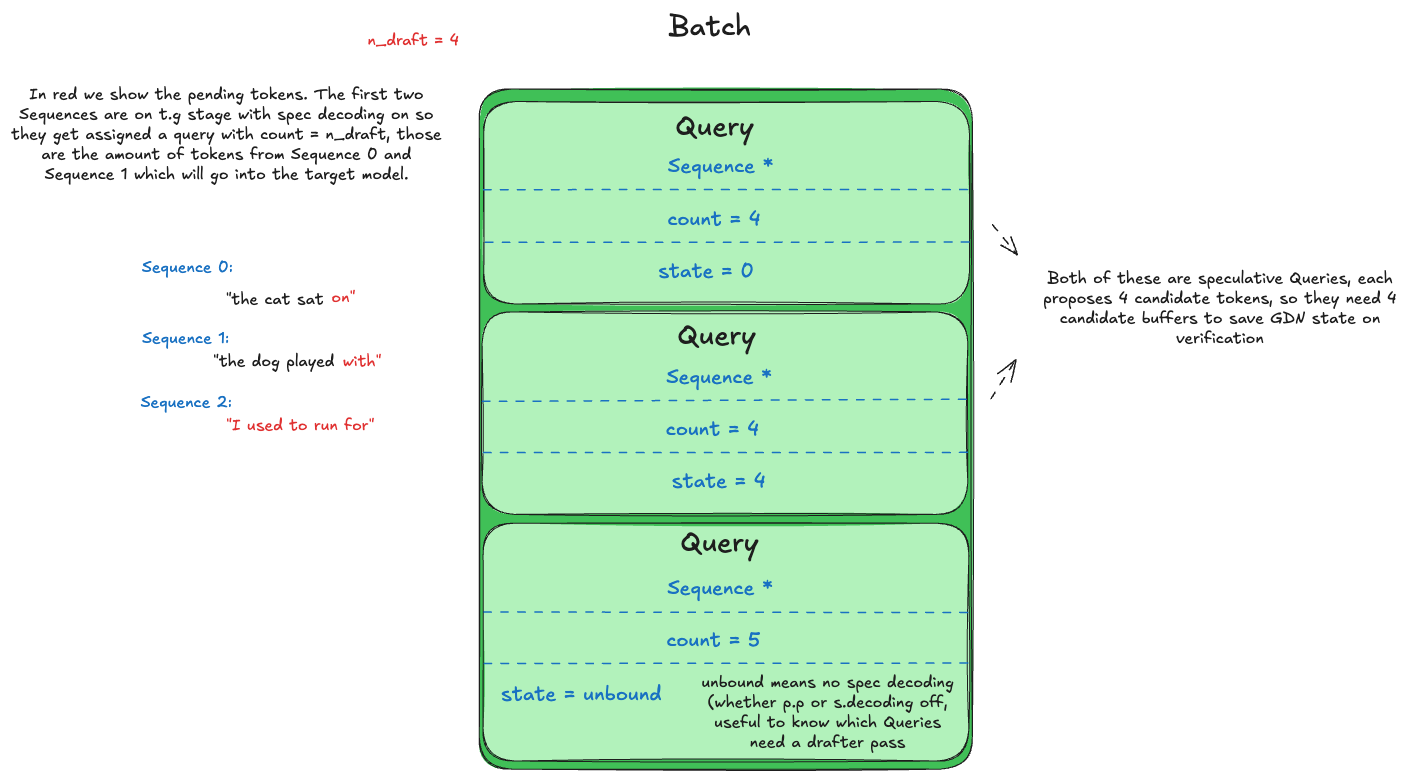 Batch
n_draft = 4
In red we show the pending tokens. The first two
Sequences are on t.g stage with spec decoding on so
they get assigned a query with count = n_draft, those
are the amount of tokens from Sequence 0 and
Sequence 1 which will go into the target model.
Sequence 0:
"the cat sat on"
Sequence 1:
"the dog played with"
Sequence 2:
"I used to run for"
Query
Sequence *
count = 4
state = 0
Query
Sequence *
count = 4
state = 4
Query
Sequence *
count = 5
state = unbound
unbound means no spec decoding
(whether p.p or s.decoding off,
useful to know which Queries
need a drafter pass
Both of these are speculative Queries, each
proposes 4 candidate tokens, so they need 4
candidate buffers to save GDN state on
verification